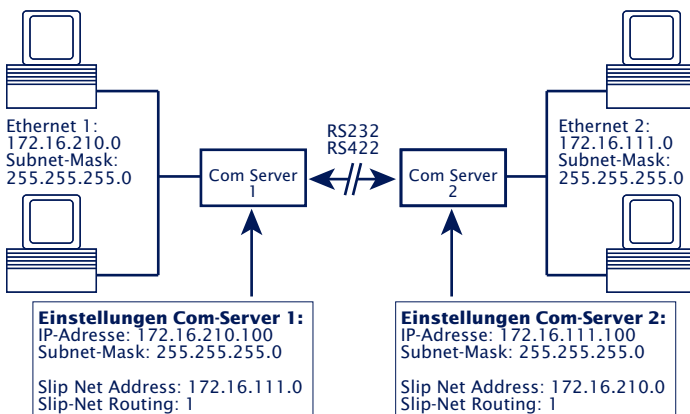 Ethernet 1:
172.16.210.0
Subnet-Mask:
255.255.255.0
Com Server
1
RS232
RS422
Com Server
2
Ethernet 2:
172.16.111.0
Subnet-Mask:
255.255.255.0
Einstellungen Com-Server 1:
IP-Adresse: 172.16.210.100
Subnet-Mask: 255.255.255.0
Slip Net Address: 172.16.111.0
Slip-Net Routing: 1
Einstellungen Com-Server 2:
IP-Adresse: 172.16.111.100
Subnet-Mask: 255.255.255.0
Slip Net Address: 172.16.210.0
Slip-Net Routing: 1